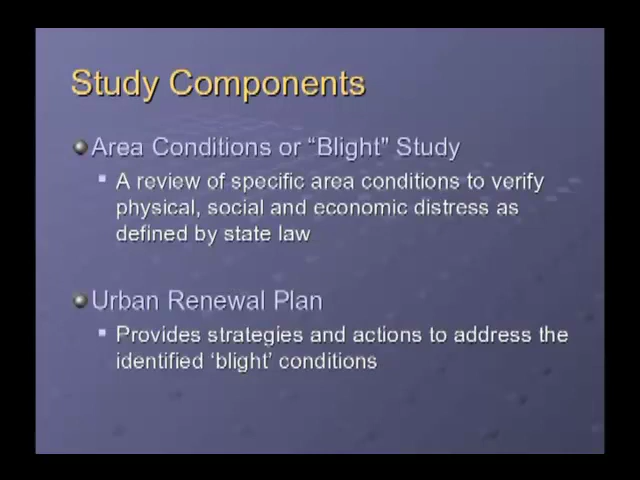 Study Components
Area Conditions or “Blight" Study
A review of specific area conditions to verify
physical, social and economic distress as
defined by state law
Urban Renewal Plan
Provides strategies and actions to address the
identified ‘blight’ conditions